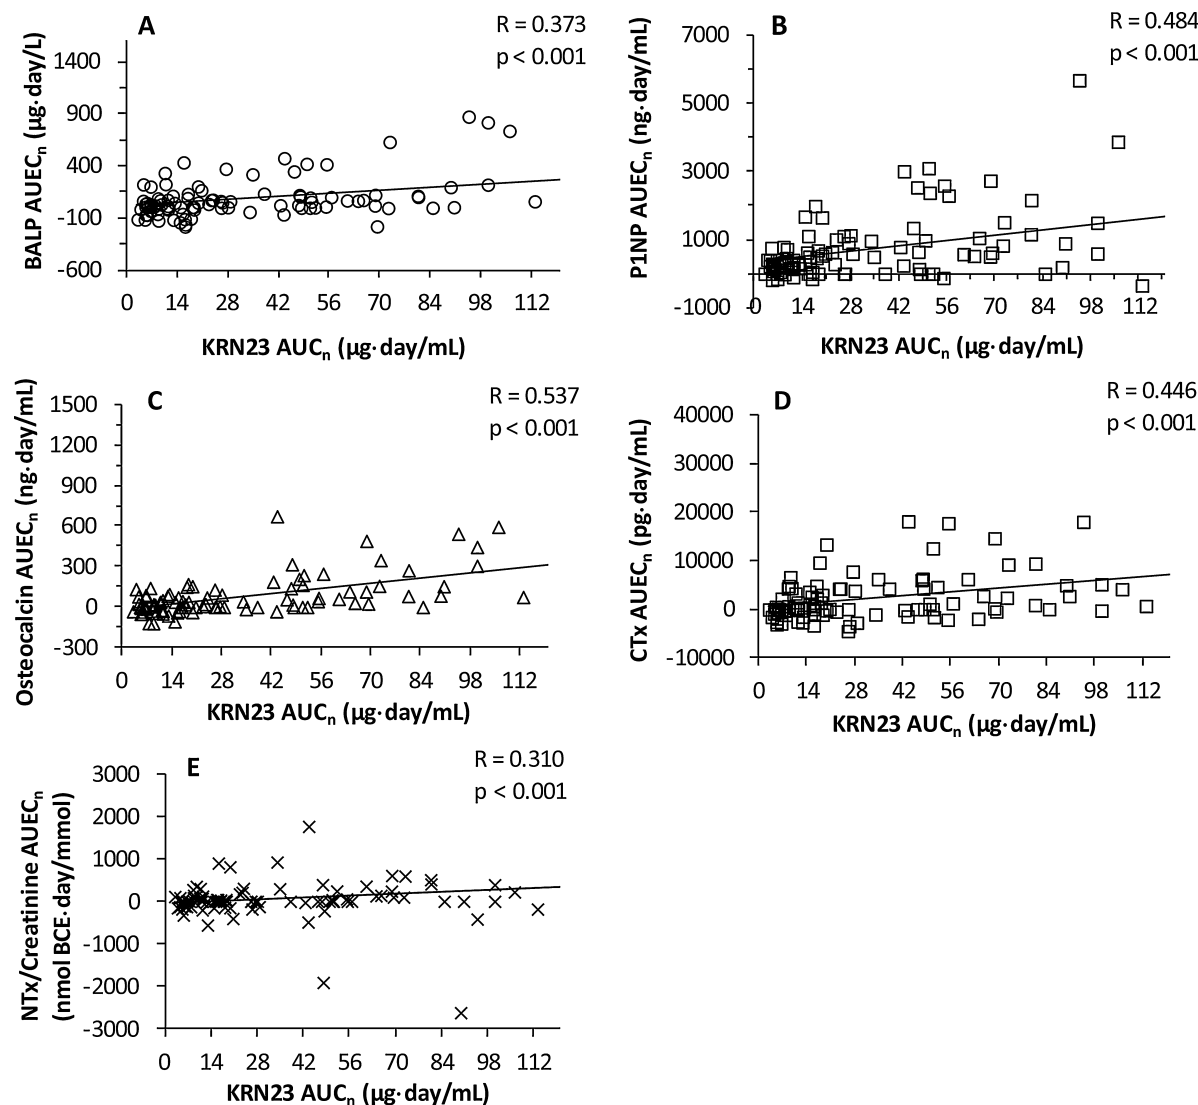 A
R = 0.373
p < 0.001
BALP AUECn (µg·day/L)
1400
900
400
-100
-600
0 14 28 42 56 70 84 98 112
KRN23 AUCn (µg·day/mL)
B
R = 0.484
p < 0.001
P1NP AUECn (ng·day/mL)
7000
5000
3000
1000
-1000
0 14 28 42 56 70 84 98 112
KRN23 AUCn (µg·day/mL)
C
R = 0.537
p < 0.001
Osteocalcin AUECn (ng·day/mL)
1500
1200
900
600
300
0
-300
0 14 28 42 56 70 84 98 112
KRN23 AUCn (µg·day/mL)
D
R = 0.446
p < 0.001
CTx AUECn (pg·day/mL)
40000
30000
20000
10000
0
-10000
0 14 28 42 56 70 84 98 112
KRN23 AUCn (µg·day/mL)
E
R = 0.310
p < 0.001
NTx/Creatinine AUECn
(nmol BCE·day/mmol)
3000
2000
1000
0
-1000
-2000
-3000
0 14 28 42 56 70 84 98 112
KRN23 AUCn (µg·day/mL)